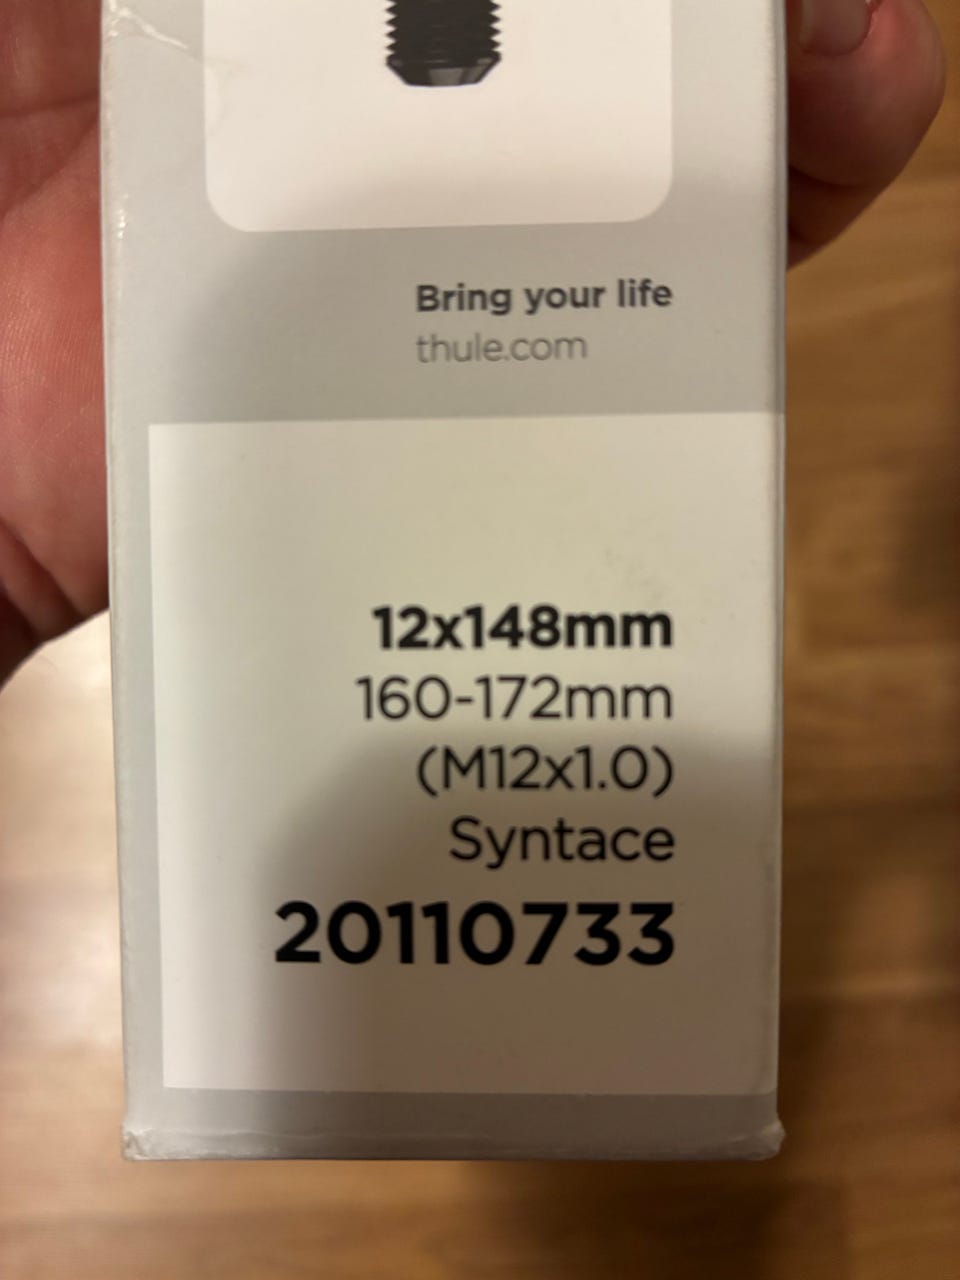 Bring your life
thule.com
12x148mm
160-172mm
(M12x1.0)
Syntace
20110733